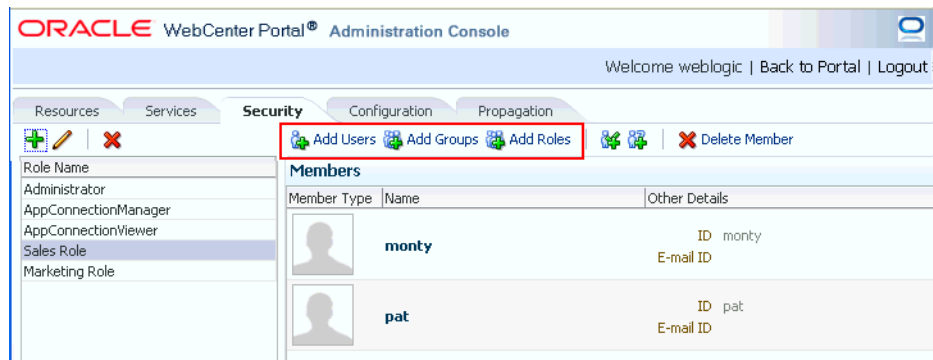 ORACLE WebCenter Portal® Administration Console
Welcome weblogic | Back to Portal | Logout
Resources Services Security Configuration Propagation
Add Users Add Groups Add Roles Delete Member
Role Name
Administrator
AppConnectionManager
AppConnectionViewer
Sales Role
Marketing Role
Members
Member Type Name Other Details
monty ID monty
E-mail ID
pat ID pat
E-mail ID